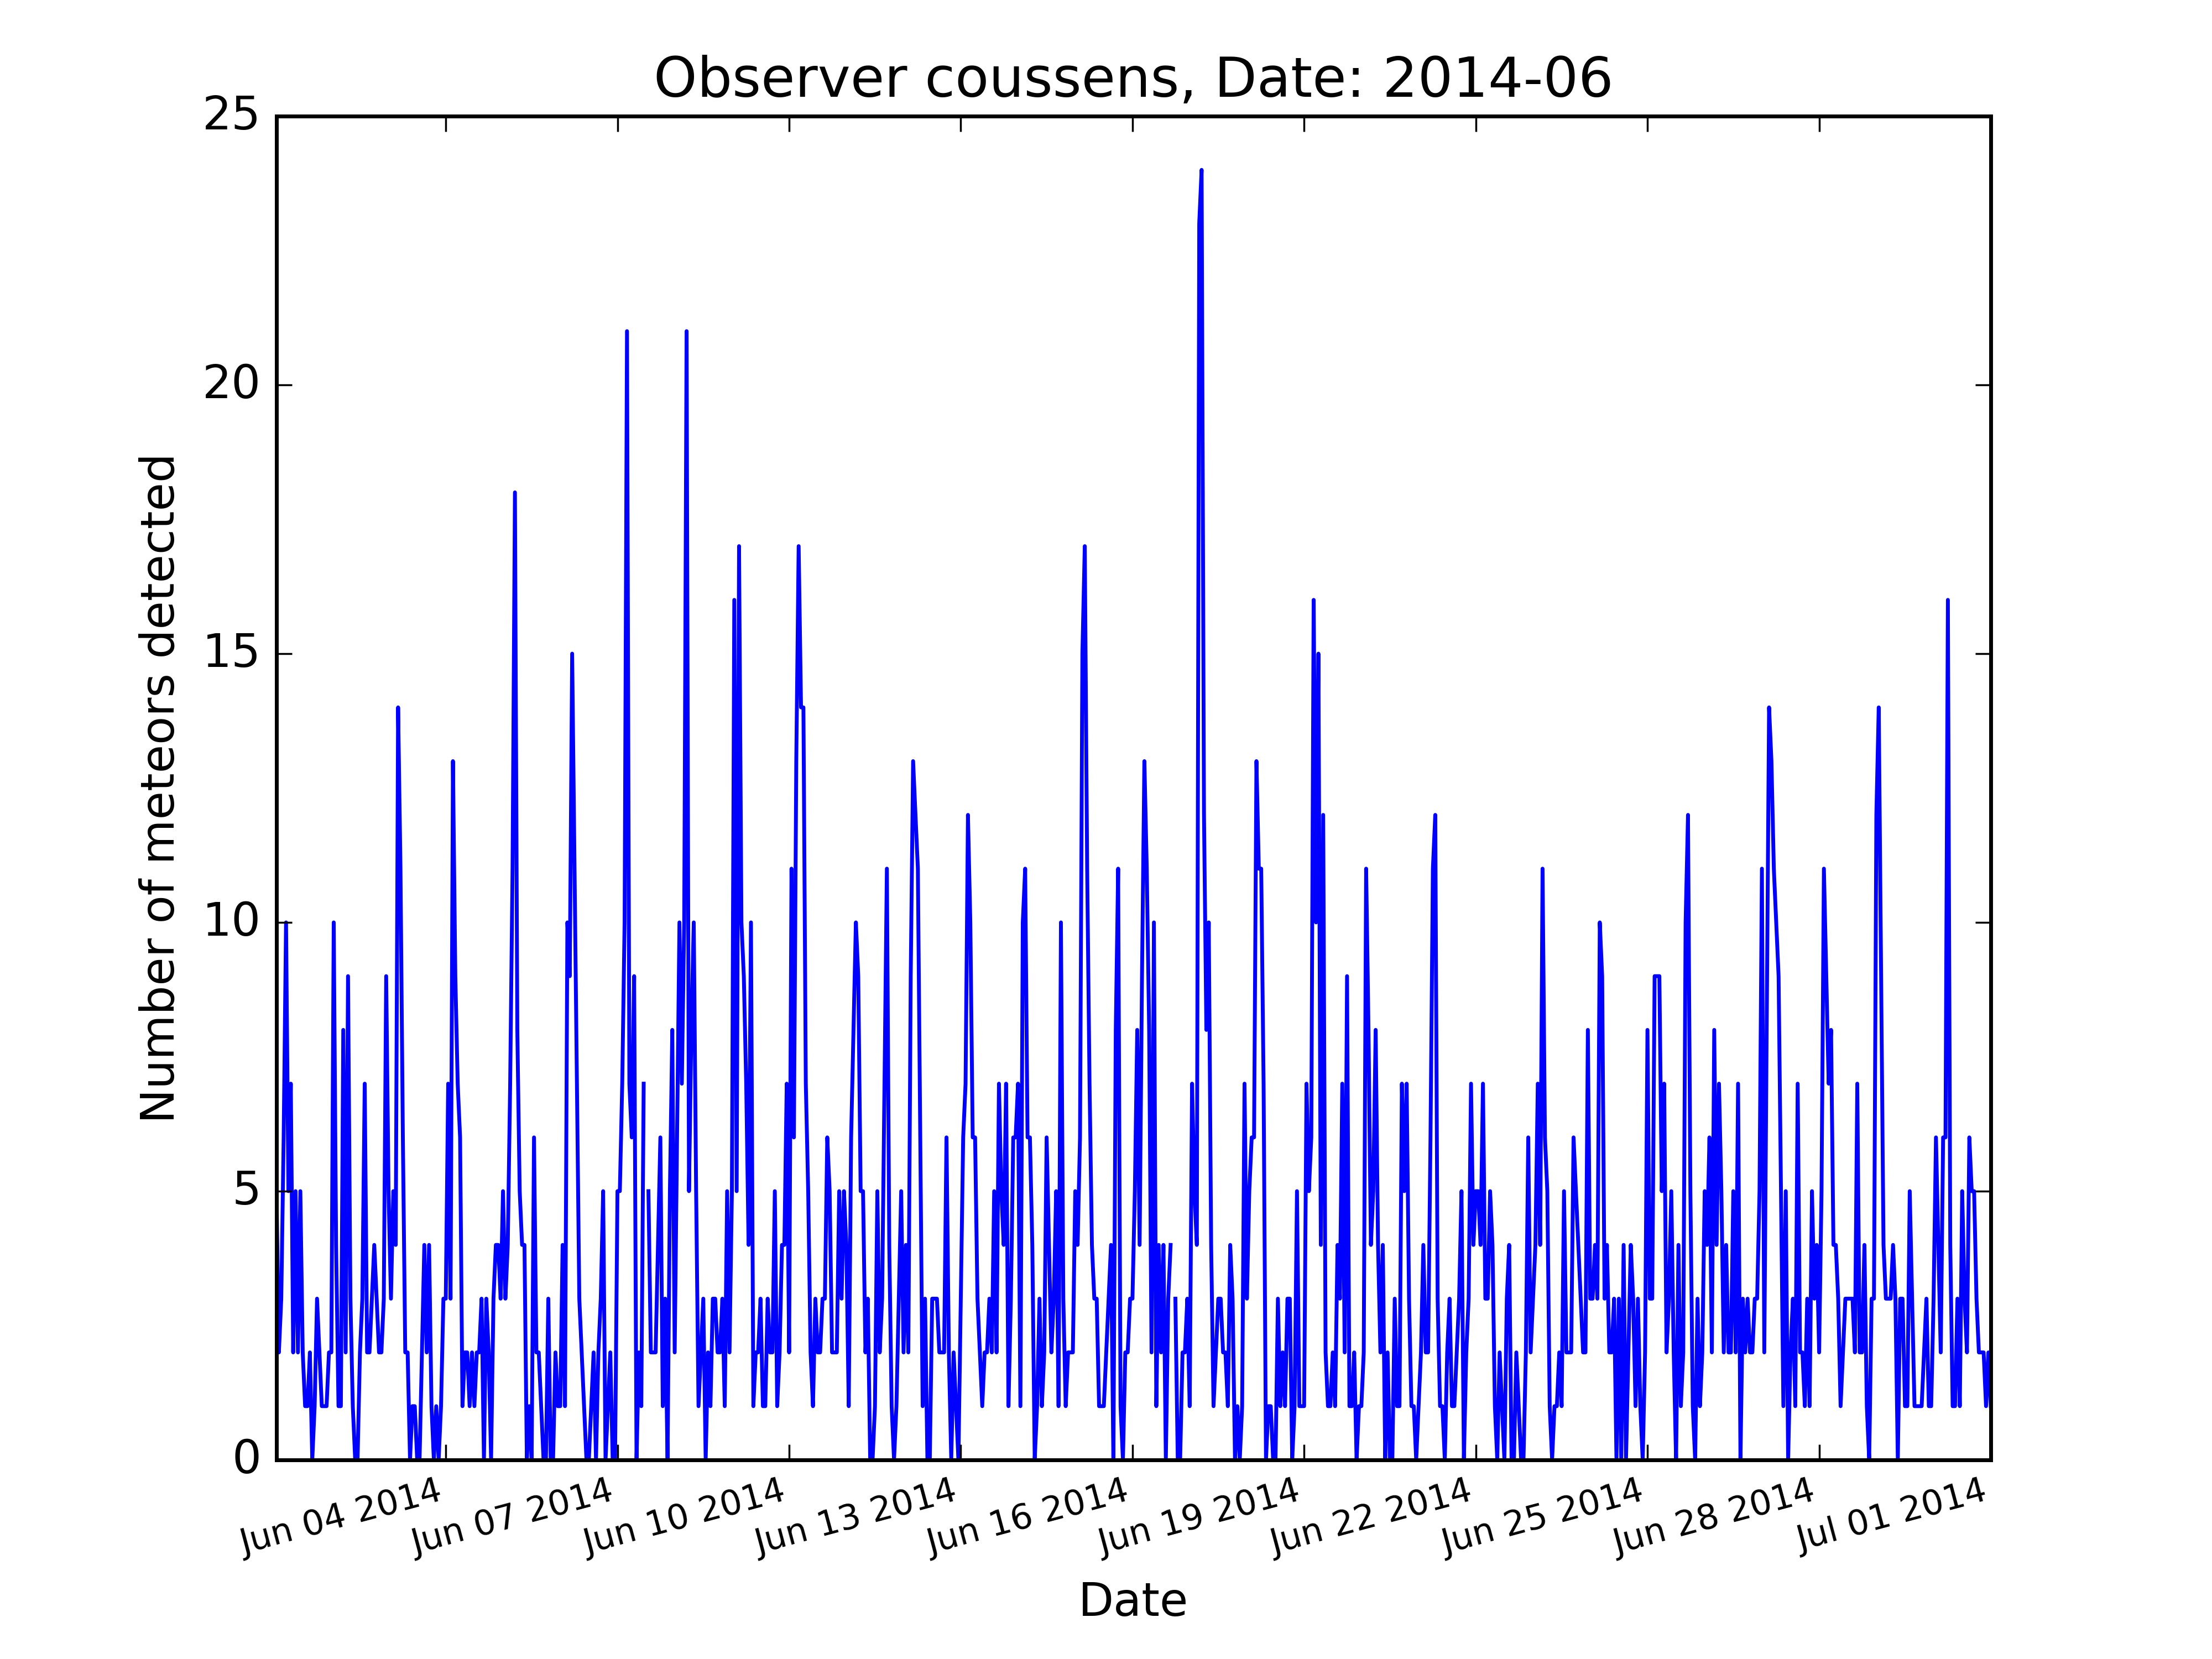 Observer coussens, Date: 2014-06
25
20
15
10
5
0
Number of meteors detected
Jun 04 2014
Jun 07 2014
Jun 10 2014
Jun 13 2014
Jun 16 2014
Jun 19 2014
Jun 22 2014
Jun 25 2014
Jun 28 2014
Jul 01 2014
Date